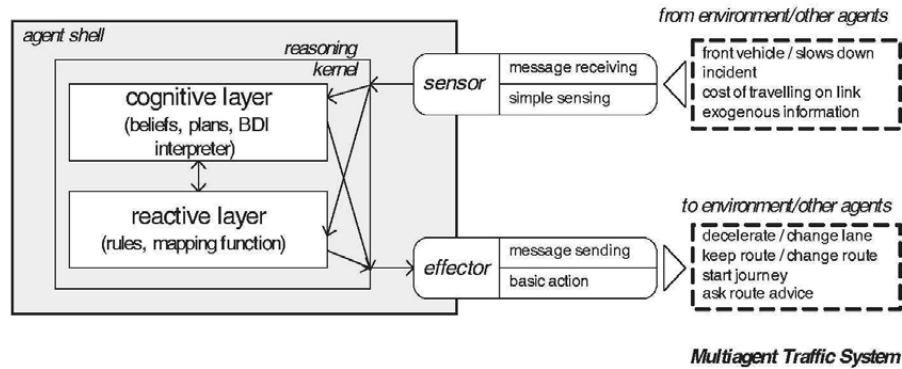 from environment/other agents
agent shell
reasoning
kernel
cognitive layer
(beliefs, plans, BDI
interpreter)
reactive layer
(rules, mapping function)
sensor
message receiving
simple sensing
front vehicle / slows down
incident
cost of travelling on link
exogenous information
to environment/other agents
effector
message sending
basic action
decelerate / change lane
keep route / change route
start journey
ask route advice
Multiagent Traffic System